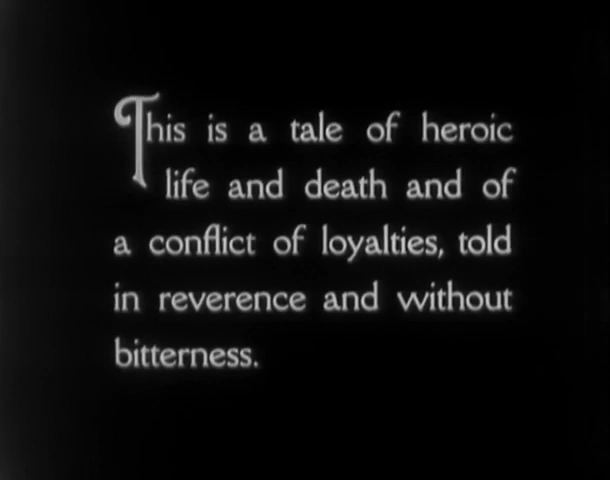 This is a tale of heroic
life and death and of
a conflict of loyalties, told
in reverence and without
bitterness.